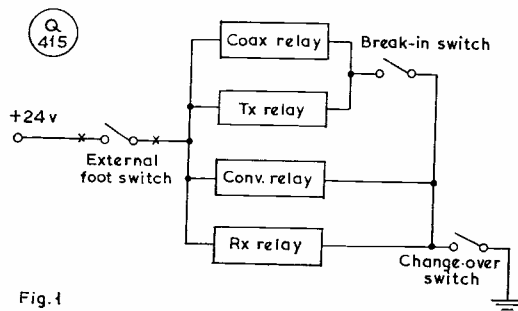 Q
415
Coax relay
Break-in switch
Tx relay
+24v
External
foot switch
Conv. relay
Rx relay
Change-over
switch
Fig.1